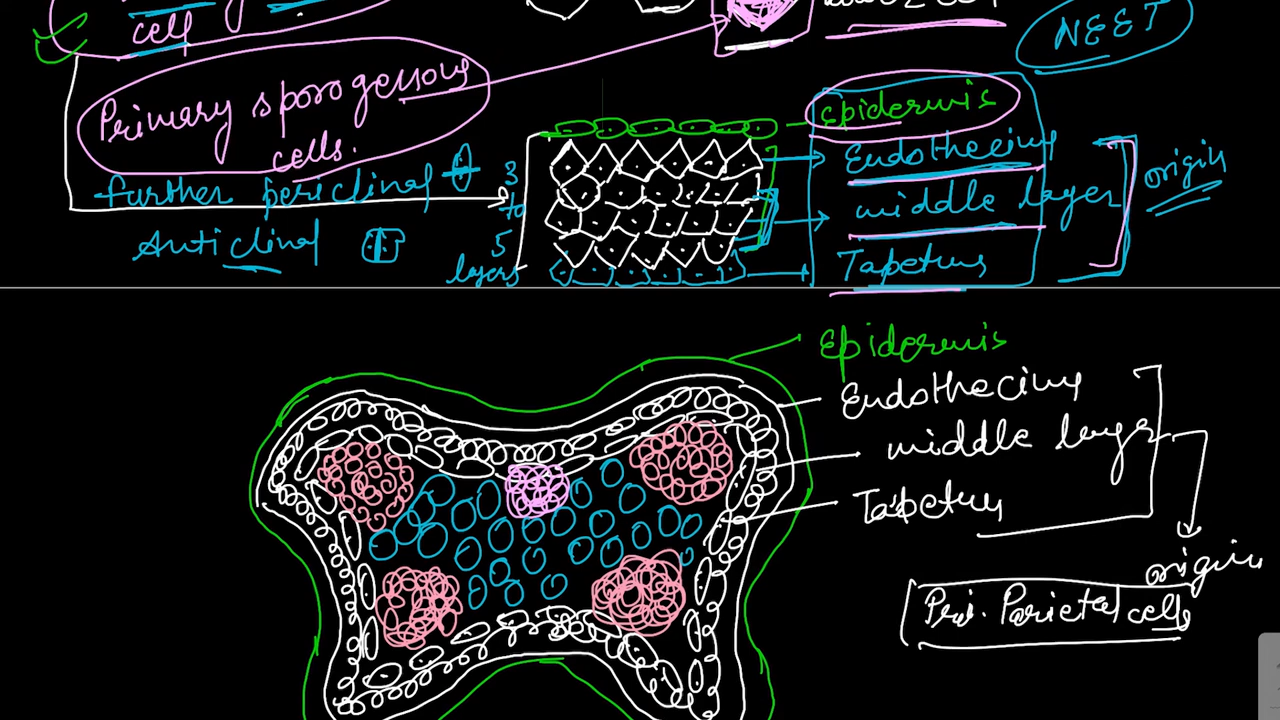 cell
NEET
Primary sporogenous
cells.
epidermis
Endothecium
middle layer
Tapetum
origin
further periclinal
Anticlinal
3
to
5
layers
Epidermis
Endothecium
middle layer
Tapetum
origin
Pri. Parietal cells